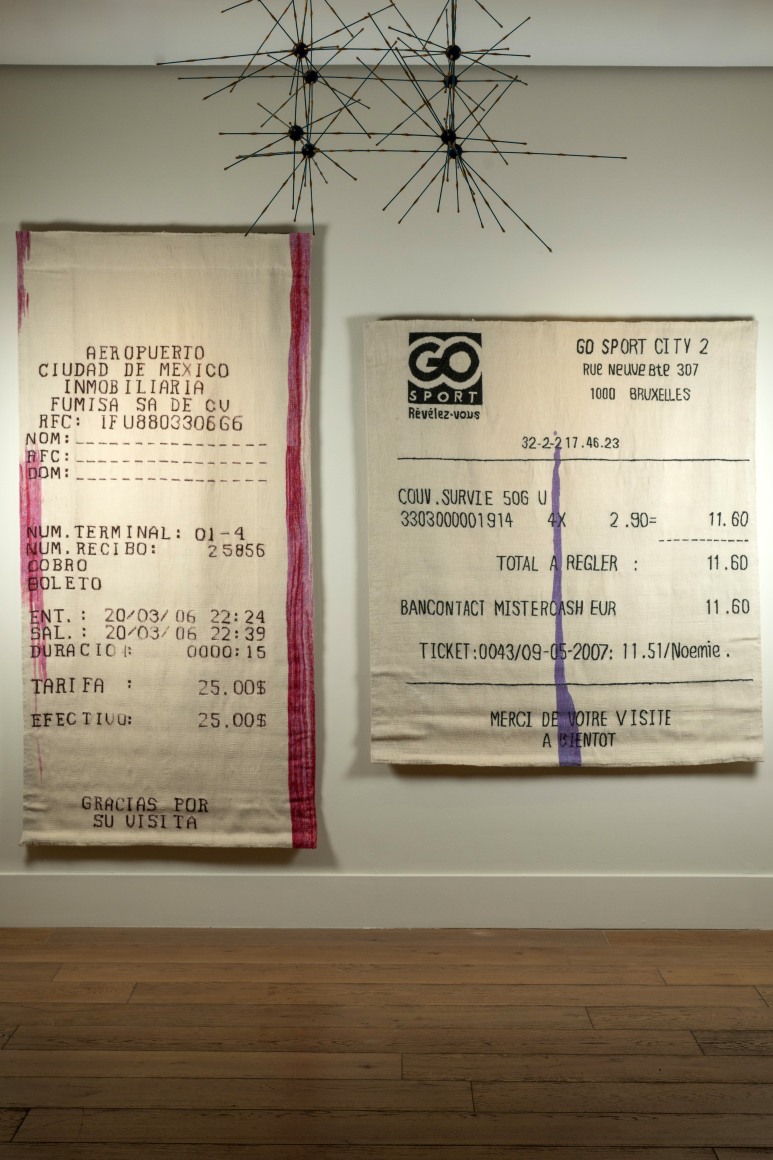 AEROPUERTO
CIUDAD DE MEXICO
INMOBILIARIA
FUMISA SA DE CV
RFC: IFU8803306G6
NOM:
RFC:
DOM:
NUM.TERMINAL: 01-4
NUM.RECIBO: 25856
COBRO
BOLETO
ENT.: 20/03/06 22:24
SAL.: 20/03/06 22:39
DURACIO : 0000:15
TARIFA : 25.00$
EFECTIVO: 25.00$
GRACIAS POR
SU VISITA
GO
SPORT
Révélez-vous
GO SPORT CITY 2
Rue Neuve Bte 307
1000 BRUXELLES
32-2-217.46.23
COUV.SURVIE 50G U
3303000001914 4X 2.90= 11.60
TOTAL A REGLER : 11.60
BANCONTACT MISTERCASH EUR 11.60
TICKET:0043/09-05-2007: 11.51/Noemie.
MERCI DE VOTRE VISITE
A BIENTOT